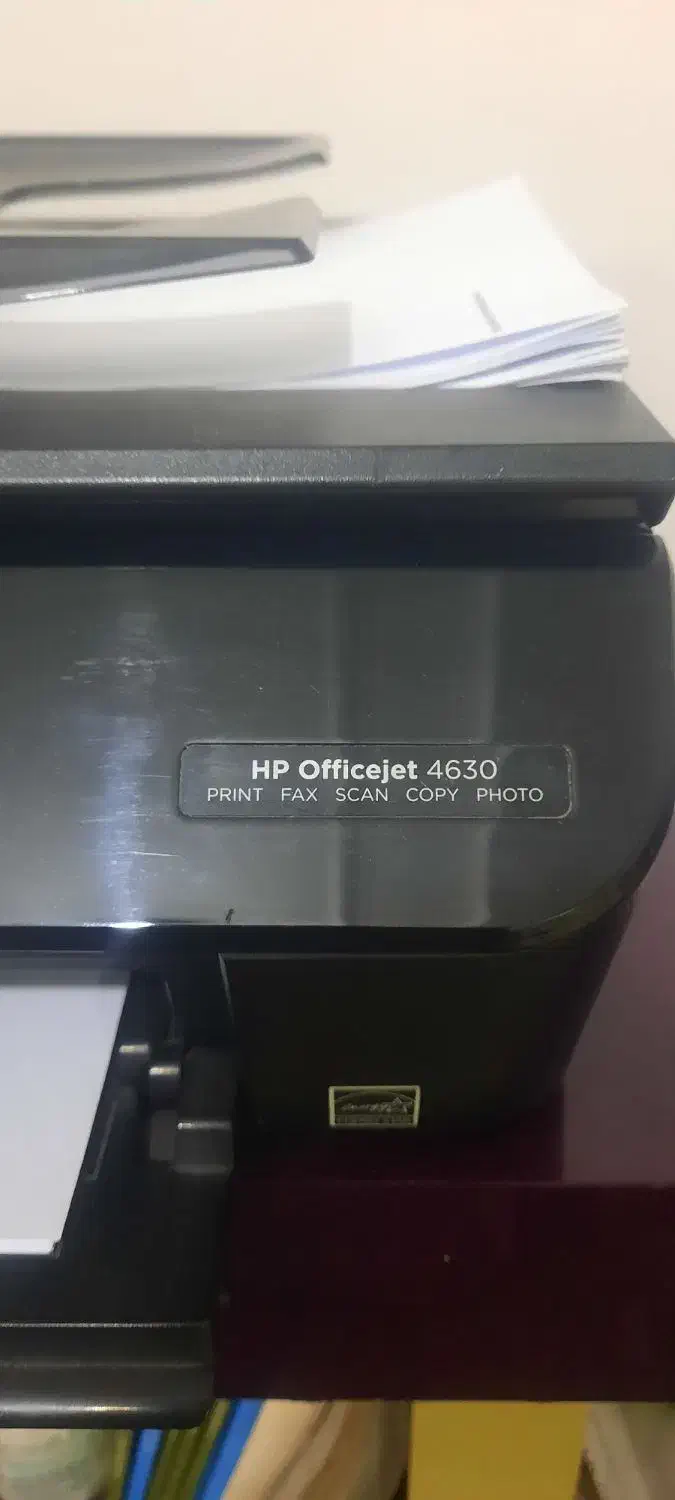 HP Officejet 4630
PRINT FAX SCAN COPY PHOTO